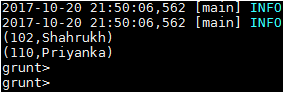 2017-10-20 21:50:06,562 [main] INFO
2017-10-20 21:50:06,562 [main] INFO
(102,Shahrukh)
(110,Priyanka)
grunt>
grunt>